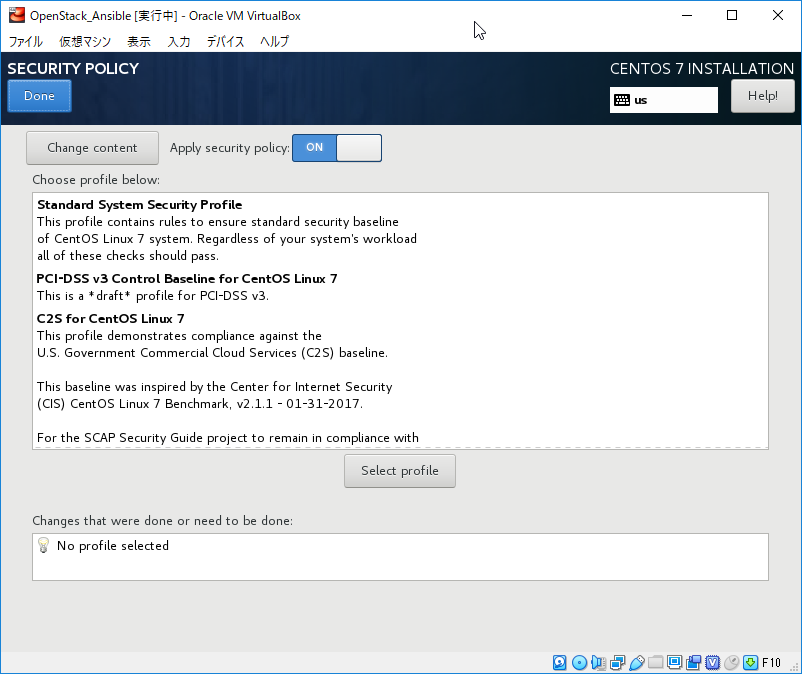 OpenStack_Ansible [実行中] - Oracle VM VirtualBox
ファイル 仮想マシン 表示 入力 デバイス ヘルプ
SECURITY POLICY
CENTOS 7 INSTALLATION
Done
us
Help!
Change content
Apply security policy:
ON
Choose profile below:
Standard System Security Profile
This profile contains rules to ensure standard security baseline
of CentOS Linux 7 system. Regardless of your system's workload
all of these checks should pass.
PCI-DSS v3 Control Baseline for CentOS Linux 7
This is a *draft* profile for PCI-DSS v3.
C2S for CentOS Linux 7
This profile demonstrates compliance against the
U.S. Government Commercial Cloud Services (C2S) baseline.
This baseline was inspired by the Center for Internet Security
(CIS) CentOS Linux 7 Benchmark, v2.1.1 - 01-31-2017.
For the SCAP Security Guide project to remain in compliance with
Select profile
Changes that were done or need to be done:
No profile selected
F10